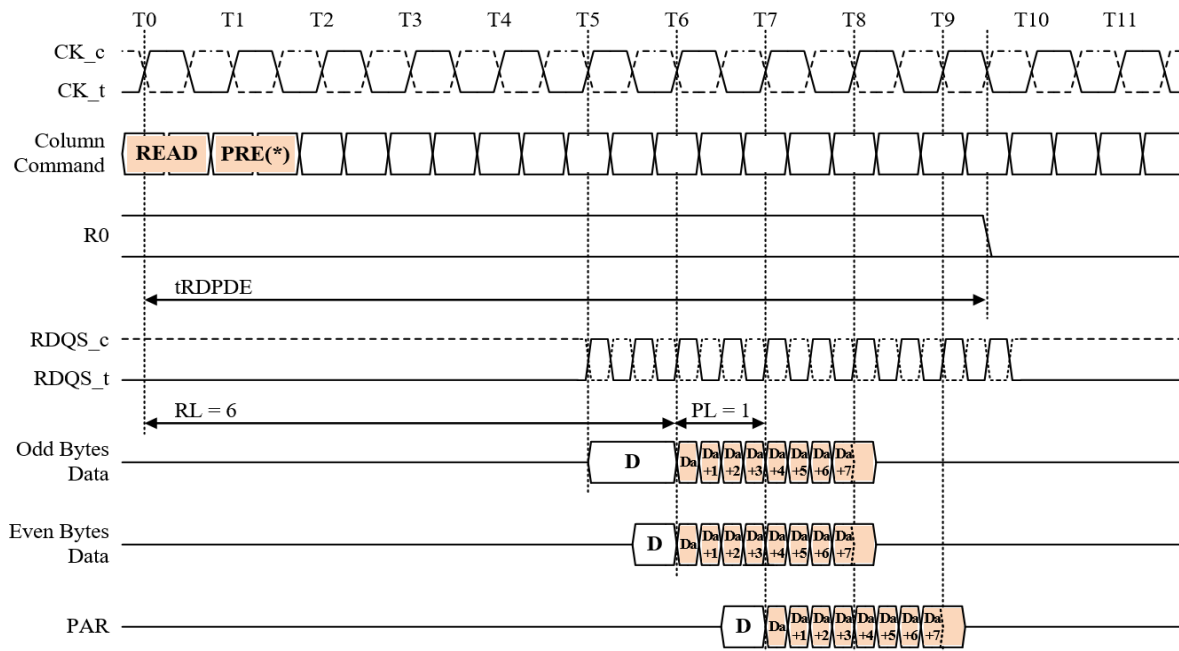 T0 T1 T2 T3 T4 T5 T6 T7 T8 T9 T10 T11
CK_c
CK_t
Column
Command
READ PRE(*)
R0
tRDPDE
RDQS_c
RDQS_t
RL = 6 PL = 1
Odd Bytes
Data
D Da Da+1 Da+2 Da+3 Da+4 Da+5 Da+6 Da+7
Even Bytes
Data
D Da Da+1 Da+2 Da+3 Da+4 Da+5 Da+6 Da+7
PAR
D Da Da+1 Da+2 Da+3 Da+4 Da+5 Da+6 Da+7